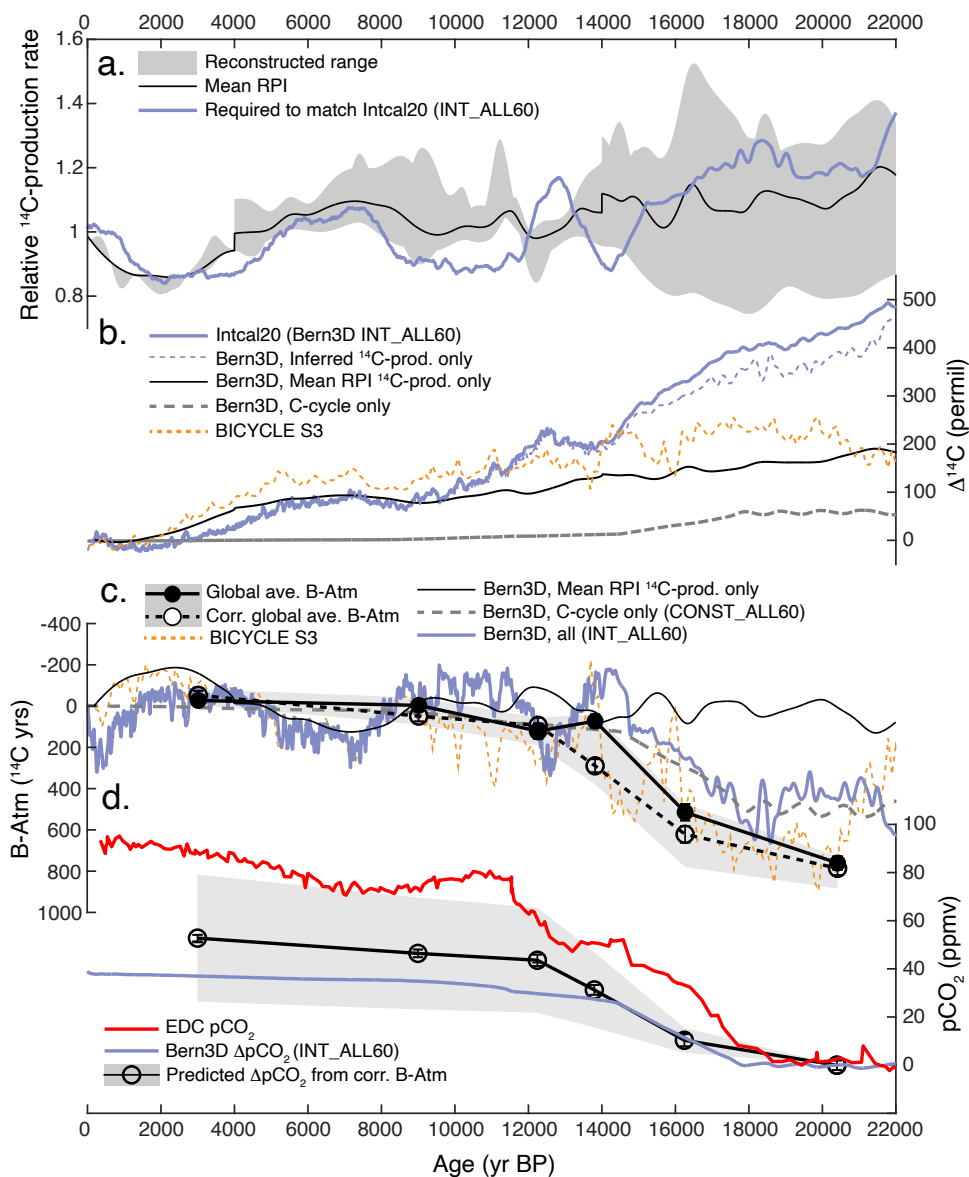 0 2000 4000 6000 8000 10000 12000 14000 16000 18000 20000 22000
1.6
1.4
1.2
1
0.8
Relative ¹⁴C-production rate
a.
Reconstructed range
Mean RPI
Required to match Intcal20 (INT_ALL60)
b.
Intcal20 (Bern3D INT_ALL60)
Bern3D, Inferred ¹⁴C-prod. only
Bern3D, Mean RPI ¹⁴C-prod. only
Bern3D, C-cycle only
BICYCLE S3
500
400
300
200
100
0
Δ¹⁴C (permil)
c.
Global ave. B-Atm
Corr. global ave. B-Atm
BICYCLE S3
Bern3D, Mean RPI ¹⁴C-prod. only
Bern3D, C-cycle only (CONST_ALL60)
Bern3D, all (INT_ALL60)
-400
-200
0
200
400
600
800
1000
B-Atm (¹⁴C yrs)
d.
100
80
60
40
20
0
pCO₂ (ppmv)
EDC pCO₂
Bern3D ΔpCO₂ (INT_ALL60)
Predicted ΔpCO₂ from corr. B-Atm
0 2000 4000 6000 8000 10000 12000 14000 16000 18000 20000 22000
Age (yr BP)